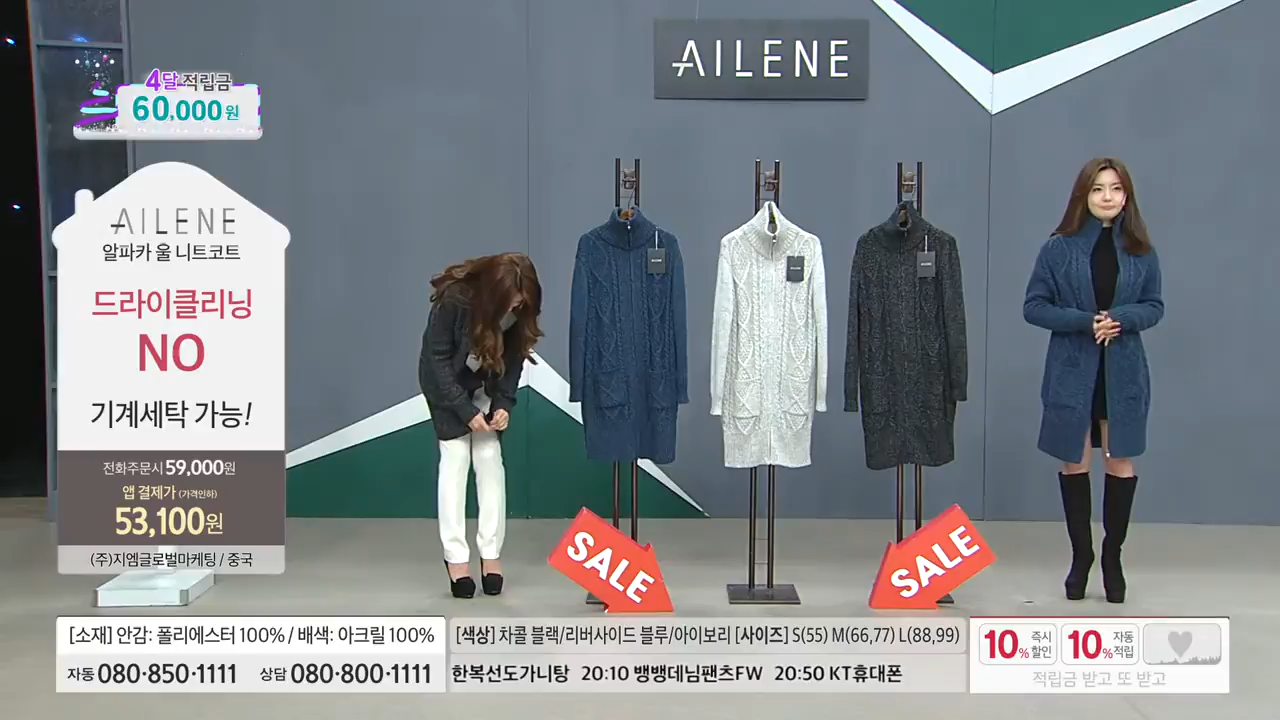 AILENE
4달 적립금
60,000원
AILENE
알파카 울 니트코트
드라이클리닝
NO
기계세탁 가능!
전화주문시 59,000원
앱 결제가 (가격인하)
53,100원
(주)지엠글로벌마케팅 / 중국
AILENE
AILENE
AILENE
SALE
SALE
[소재] 안감: 폴리에스터 100% / 배색: 아크릴 100%
[색상] 차콜 블랙/리버사이드 블루/아이보리 [사이즈] S(55) M(66,77) L(88,99)
자동 080·850·1111 상담 080·800·1111
한복선도가니탕 20:10 뱅뱅데님팬츠FW 20:50 KT휴대폰
10% 즉시할인
10% 자동적립
적립금 받고 또 받고